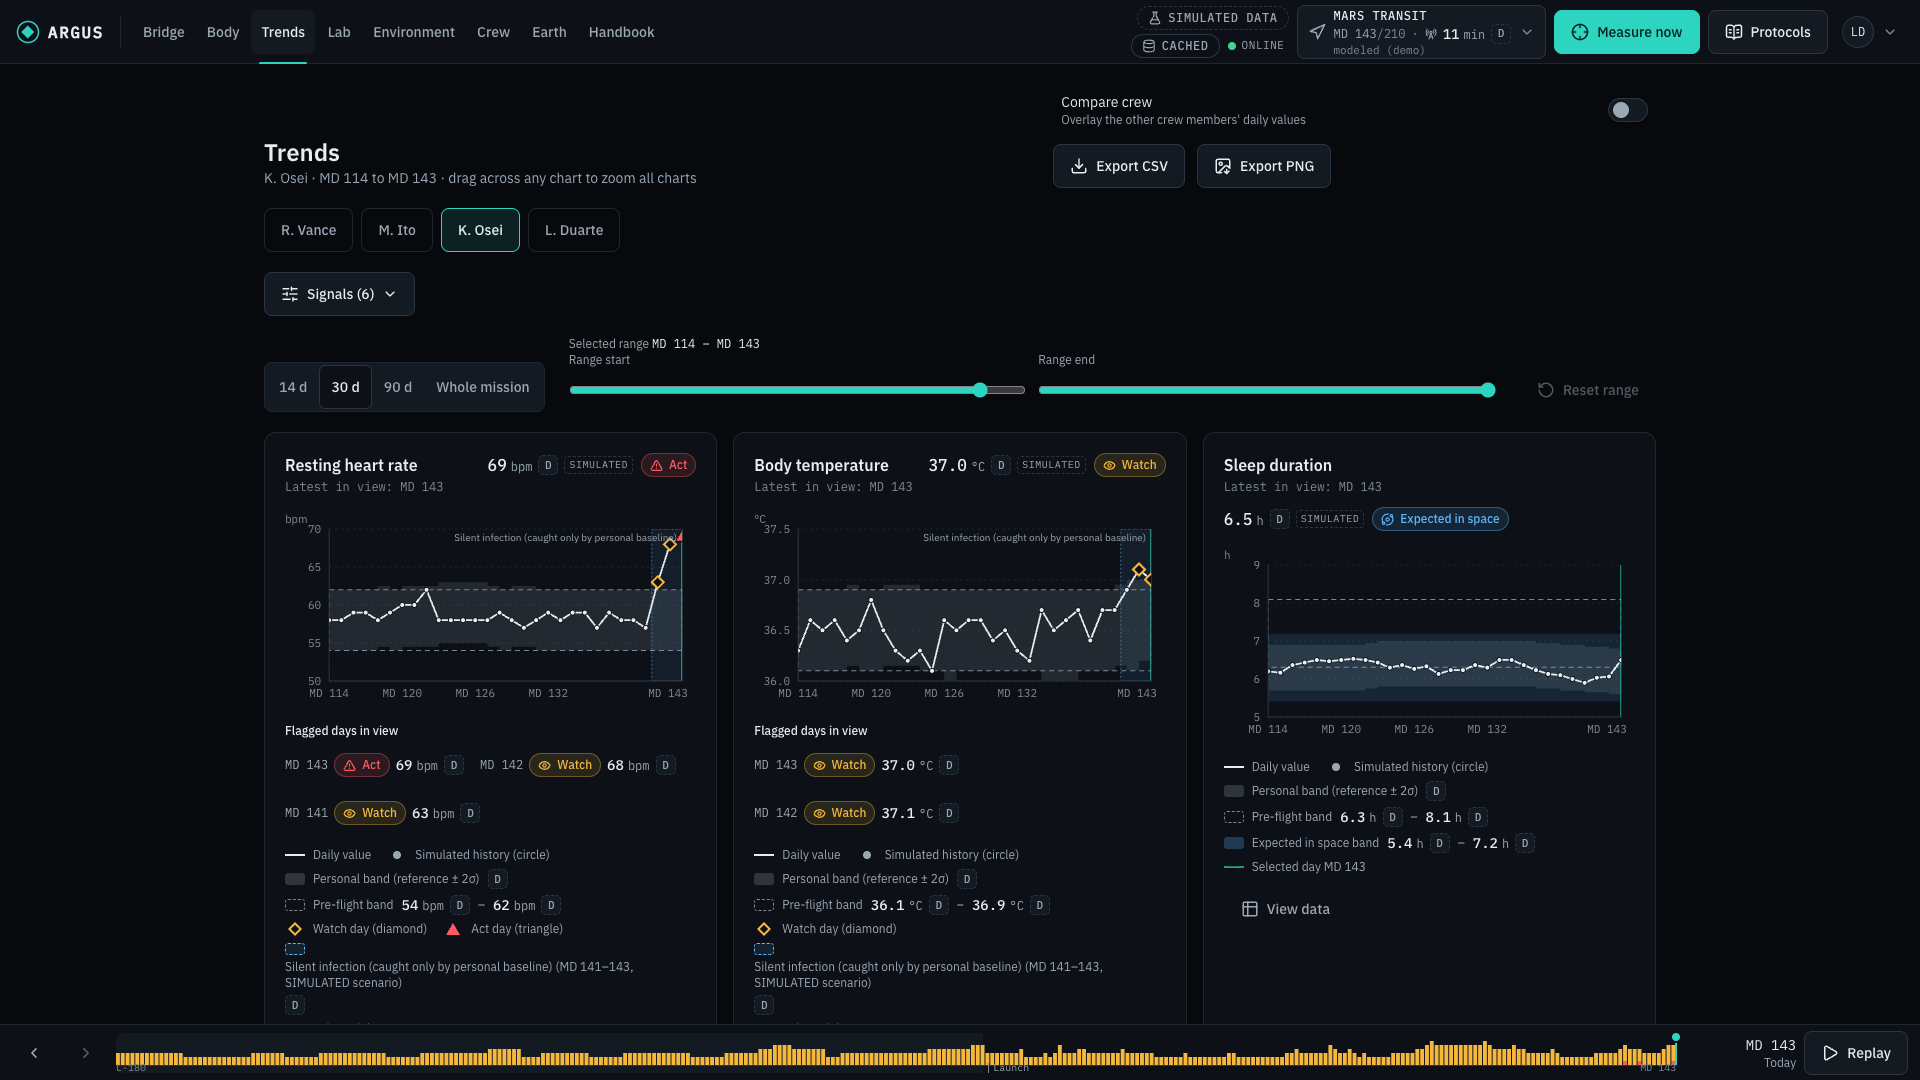 ARGUS
Bridge
Body
Trends
Lab
Environment
Crew
Earth
Handbook
SIMULATED DATA
CACHED
ONLINE
MARS TRANSIT
MD 143/210 · 11 min D
modeled (demo)
Measure now
Protocols
LD
Compare crew
Overlay the other crew members' daily values
Trends
K. Osei · MD 114 to MD 143 · drag across any chart to zoom all charts
Export CSV
Export PNG
R. Vance
M. Ito
K. Osei
L. Duarte
Signals (6)
Selected range MD 114 – MD 143
Range start
Range end
14 d
30 d
90 d
Whole mission
Reset range
Resting heart rate
69 bpm D SIMULATED Act
Latest in view: MD 143
bpm
Silent infection (caught only by personal baseline)
70
65
60
55
50
MD 114 MD 120 MD 126 MD 132 MD 143
Flagged days in view
MD 143 Act 69 bpm D MD 142 Watch 68 bpm D
MD 141 Watch 63 bpm D
Daily value Simulated history (circle)
Personal band (reference ± 2σ) D
Pre-flight band 54 bpm D – 62 bpm D
Watch day (diamond) Act day (triangle)
Silent infection (caught only by personal baseline) (MD 141–143,
SIMULATED scenario)
D
Body temperature
37.0 °C D SIMULATED Watch
Latest in view: MD 143
°C
Silent infection (caught only by personal baseline)
37.5
37.0
36.5
36.0
MD 114 MD 120 MD 126 MD 132 MD 143
Flagged days in view
MD 143 Watch 37.0 °C D
MD 142 Watch 37.1 °C D
Daily value Simulated history (circle)
Personal band (reference ± 2σ) D
Pre-flight band 36.1 °C D – 36.9 °C D
Watch day (diamond)
Silent infection (caught only by personal baseline) (MD 141–143,
SIMULATED scenario)
D
Sleep duration
Latest in view: MD 143
6.5 h D SIMULATED Expected in space
h
9
8
7
6
5
MD 114 MD 120 MD 126 MD 132 MD 143
Daily value Simulated history (circle)
Personal band (reference ± 2σ) D
Pre-flight band 6.3 h D – 8.1 h D
Expected in space band 5.4 h D – 7.2 h D
Selected day MD 143
View data
L-180
Launch
MD 143
MD 143
Today
Replay